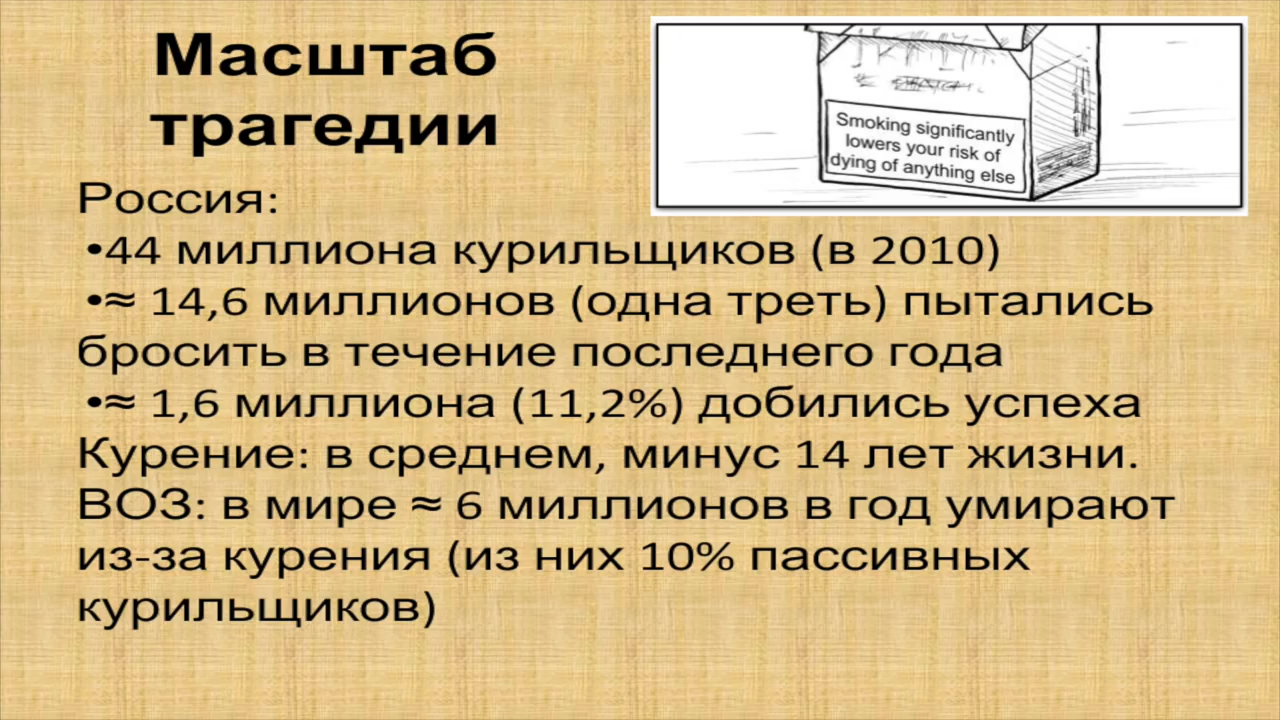 Масштаб
трагедии
Smoking significantly
lowers your risk of
dying of anything else
Россия:
•44 миллиона курильщиков (в 2010)
•≈ 14,6 миллионов (одна треть) пытались
бросить в течение последнего года
•≈ 1,6 миллиона (11,2%) добились успеха
Курение: в среднем, минус 14 лет жизни.
ВОЗ: в мире ≈ 6 миллионов в год умирают
из-за курения (из них 10% пассивных
курильщиков)